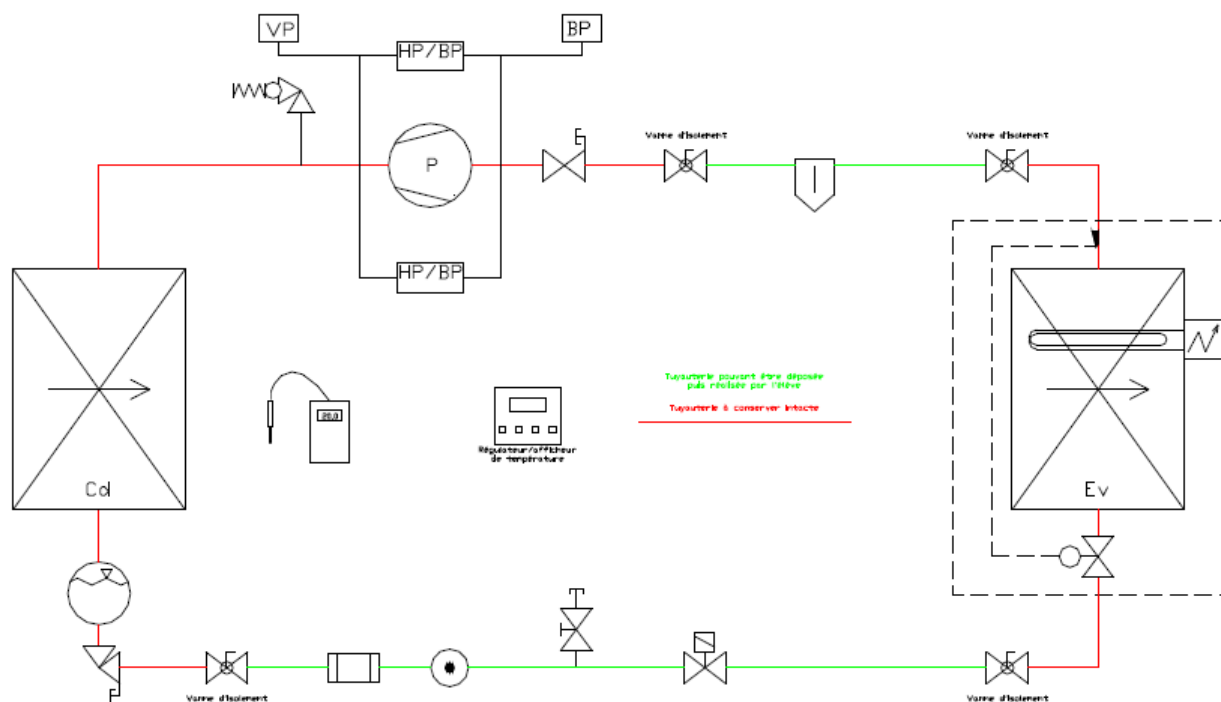 VP
BP
HP/BP
P
Vanne d'isolement
Vanne d'isolement
HP/BP
Tuyauterie pouvant être déposée
puis réalisée par l'élève
Tuyauterie à conserver intacte
20.0
Régulateur/afficheur
de température
Cd
Ev
Vanne d'isolement
Vanne d'isolement